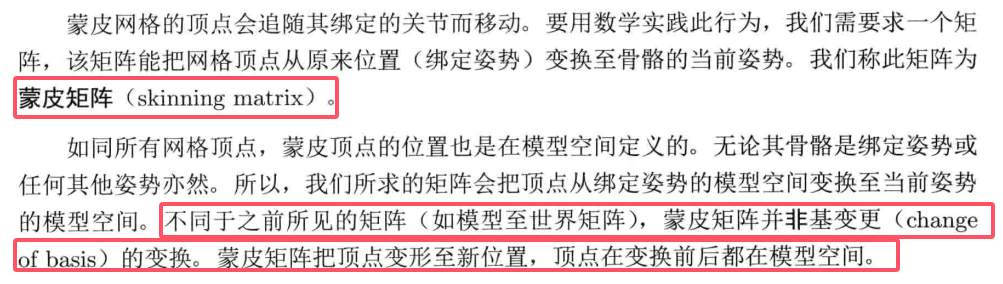 蒙皮网格的顶点会追随其绑定的关节而移动。要用数学实践此行为，我们需要求一个矩
阵，该矩阵能把网格顶点从原来位置（绑定姿势）变换至骨骼的当前姿势。我们称此矩阵为
蒙皮矩阵（skinning matrix）。
如同所有网格顶点，蒙皮顶点的位置也是在模型空间定义的。无论其骨骼是绑定姿势或
任何其他姿势亦然。所以，我们所求的矩阵会把顶点从绑定姿势的模型空间变换至当前姿势
的模型空间。不同于之前所见的矩阵（如模型至世界矩阵），蒙皮矩阵并非基变更（change
of basis）的变换。蒙皮矩阵把顶点变形至新位置，顶点在变换前后都在模型空间。